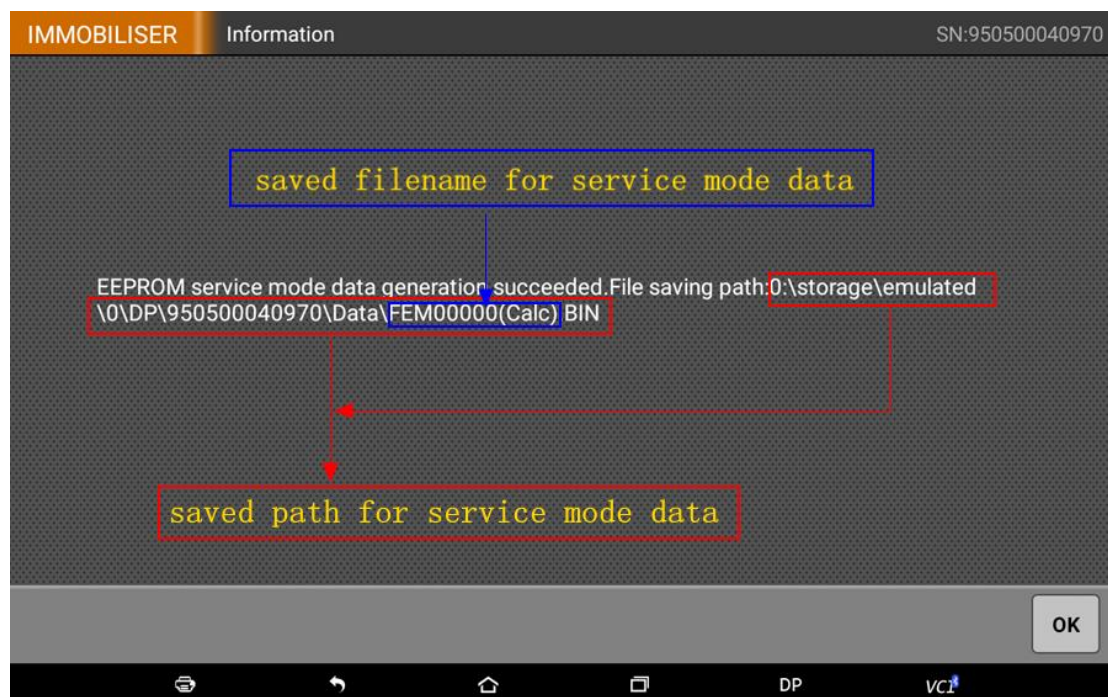 IMMOBILISER Information SN:950500040970
saved filename for service mode data
EEPROM service mode data generation succeeded.File saving path:0:\storage\emulated
\0\DP\950500040970\Data\FEM00000(Calc) BIN
saved path for service mode data
OK
DP VCI